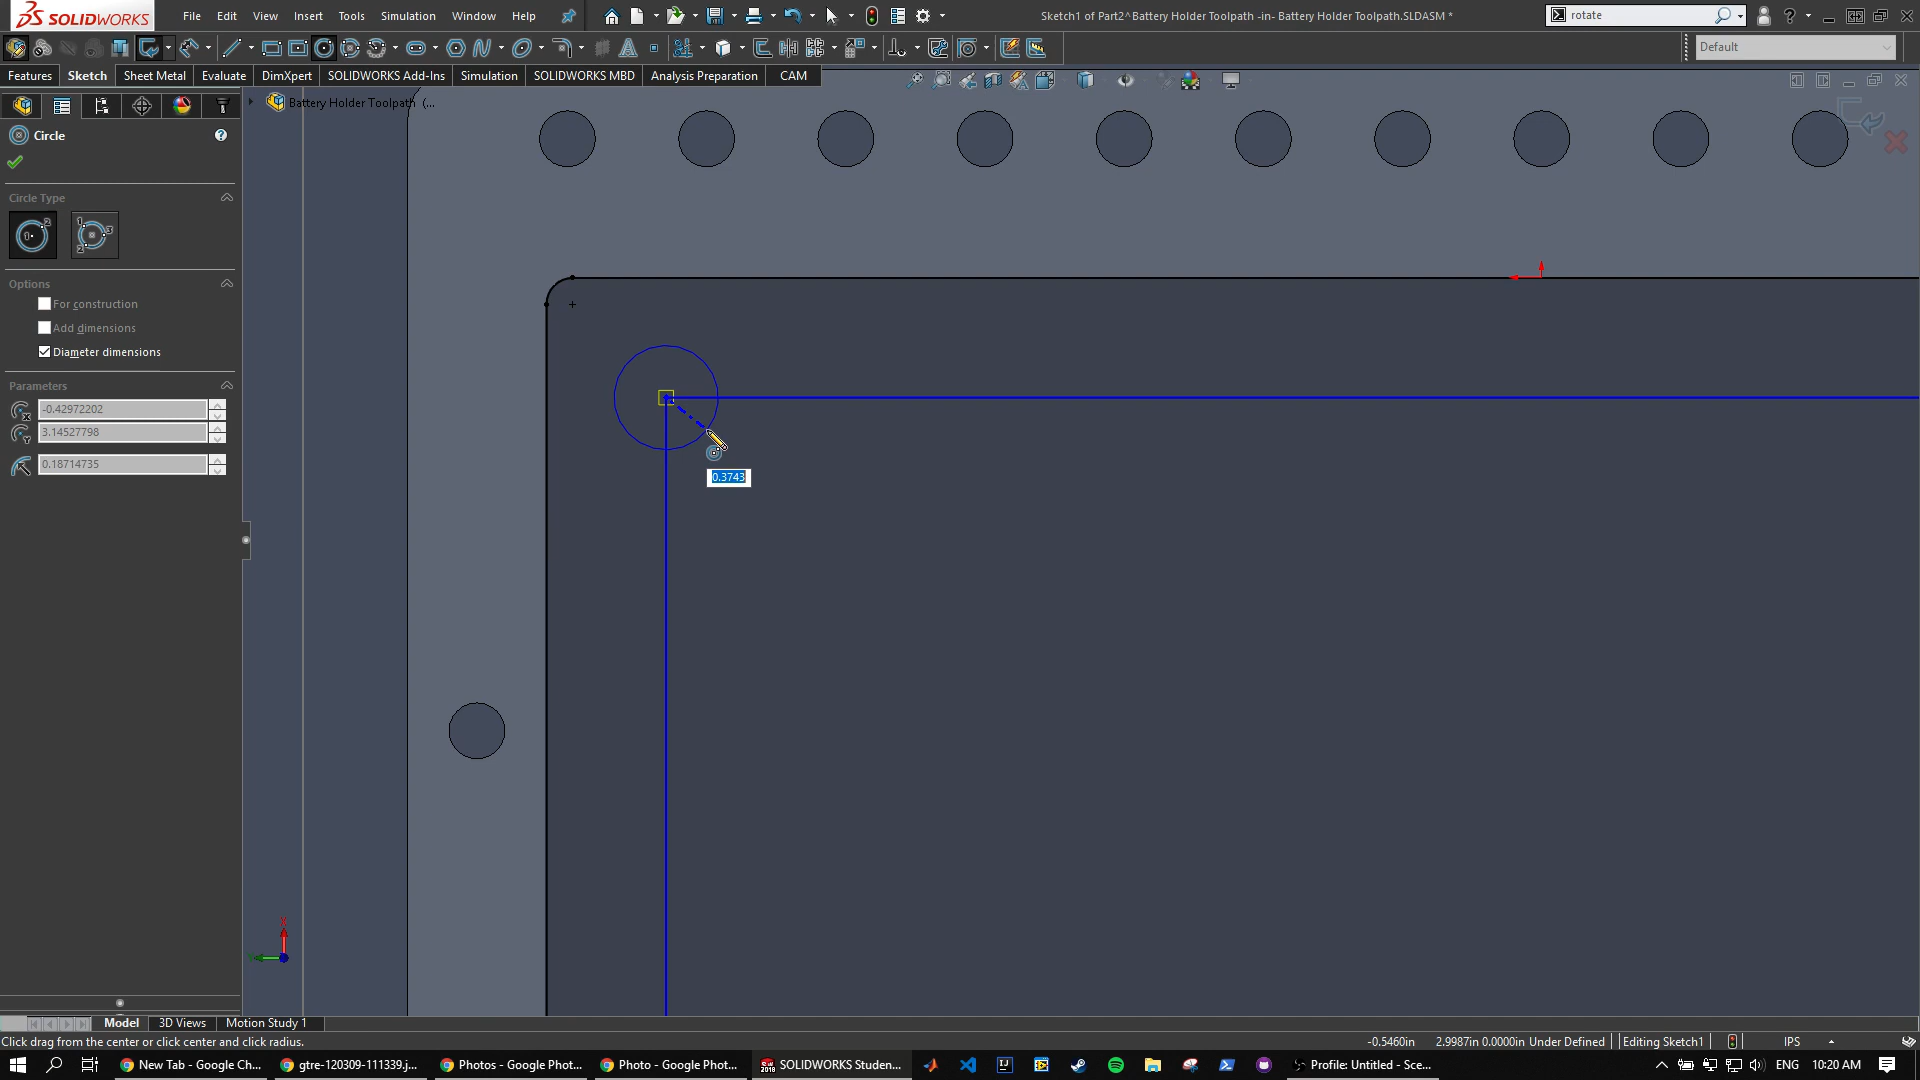 SOLIDWORKS File Edit View Insert Tools Simulation Window Help Sketch1 of Part2^Battery Holder Toolpath -in- Battery Holder Toolpath.SLDASM * rotate
Default
Features Sketch Sheet Metal Evaluate DimXpert SOLIDWORKS Add-Ins Simulation SOLIDWORKS MBD Analysis Preparation CAM
Battery Holder Toolpath (...
Circle
Circle Type
Options
For construction
Add dimensions
Diameter dimensions
Parameters
-0.42972202
3.14527798
0.18714735
0.3743
Model 3D Views Motion Study 1
Click drag from the center or click center and click radius. -0.5460in 2.9987in 0.0000in Under Defined Editing Sketch1 IPS
New Tab - Google Ch... gtre-120309-111339.j... Photos - Google Phot... Photo - Google Phot... SOLIDWORKS Studen... Profile: Untitled - Sce... ENG 10:20 AM